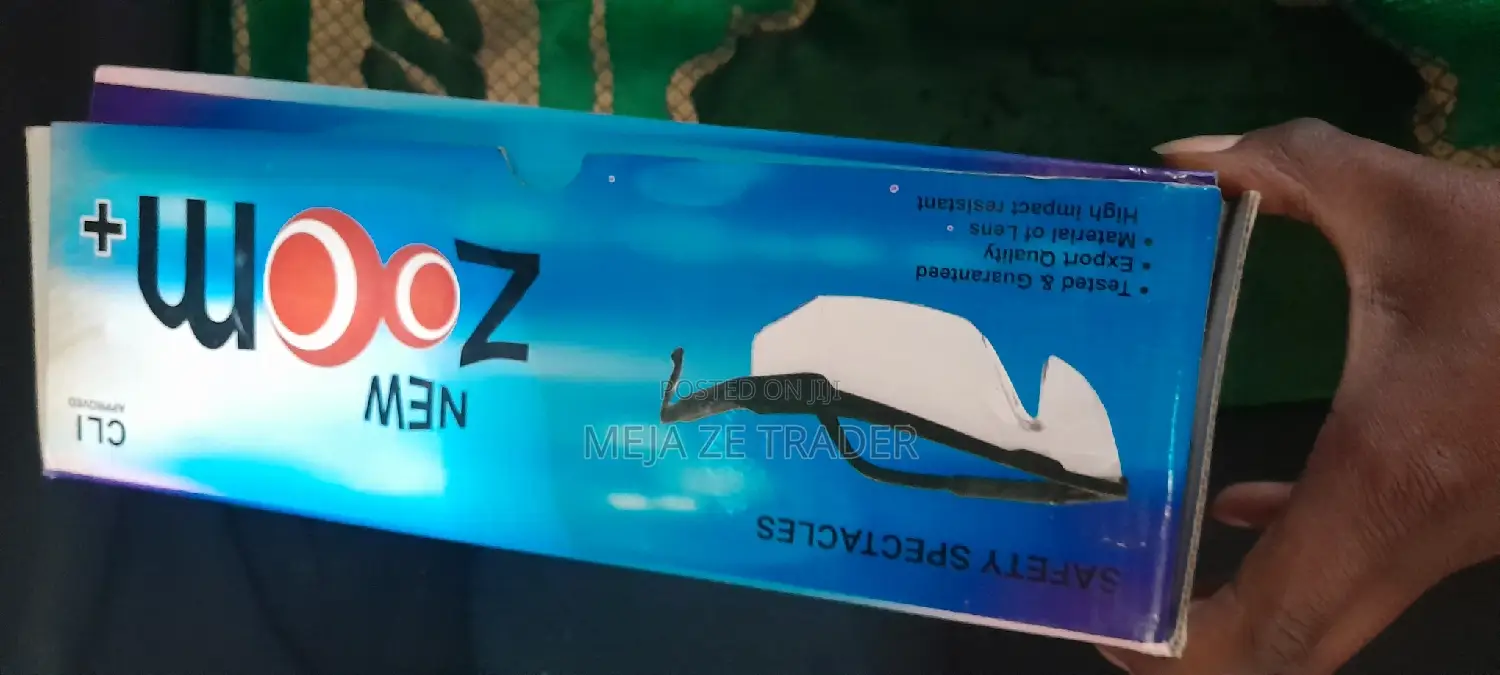 SAFETY SPECTACLES
NEW
CLI
APPROVED
zoom+
• Tested & Guaranteed
• Export Quality
• Material of Lens
High impact resistant
POSTED ON JIJI
MEJA ZE TRADER